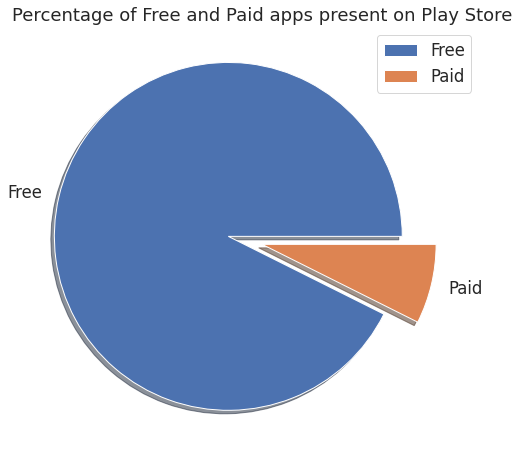 Percentage of Free and Paid apps present on Play Store
Free
Paid
Free
Paid